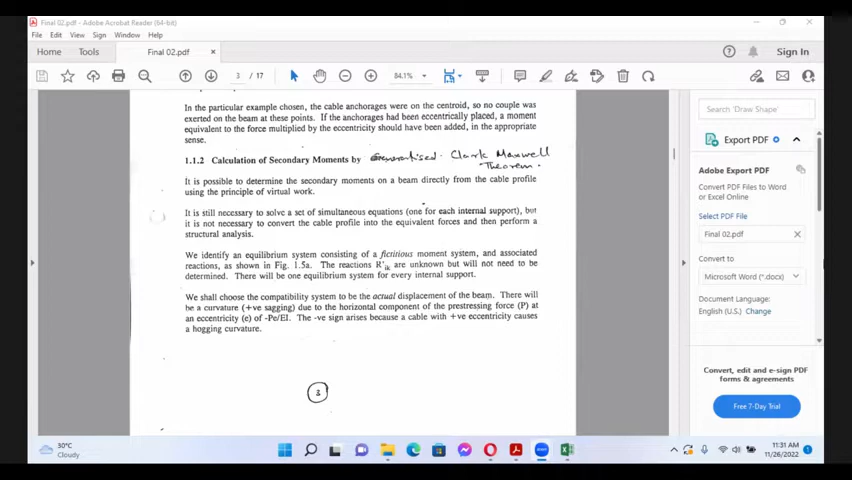 Final 02.pdf - Adobe Acrobat Reader (64-bit)
File Edit View Sign Window Help
Home Tools Final 02.pdf × Sign In
3 / 17 84.1%
In the particular example chosen, the cable anchorages were on the centroid, so no couple was
exerted on the beam at these points. If the anchorages had been eccentrically placed, a moment
equivalent to the force multiplied by the eccentricity should have been added, in the appropriate
sense.
1.1.2 Calculation of Secondary Moments by Generalised. Clark Maxwell
Theorem.
It is possible to determine the secondary moments on a beam directly from the cable profile
using the principle of virtual work.
It is still necessary to solve a set of simultaneous equations (one for each internal support), but
it is not necessary to convert the cable profile into the equivalent forces and then perform a
structural analysis.
We identify an equilibrium system consisting of a fictitious moment system, and associated
reactions, as shown in Fig. 1.5a. The reactions R'ik are unknown but will not need to be
determined. There will be one equilibrium system for every internal support.
We shall choose the compatibility system to be the actual displacement of the beam. There will
be a curvature (+ve sagging) due to the horizontal component of the prestressing force (P) at
an eccentricity (e) of -Pe/EI. The -ve sign arises because a cable with +ve eccentricity causes
a hogging curvature.
3
Search 'Draw Shape'
Export PDF
Adobe Export PDF
Convert PDF Files to Word
or Excel Online
Select PDF File
Final 02.pdf
Convert to
Microsoft Word (*.docx)
Document Language:
English (U.S.) Change
Convert, edit and e-sign PDF
forms & agreements
Free 7-Day Trial
30°C
Cloudy
11:31 AM
11/26/2022
1